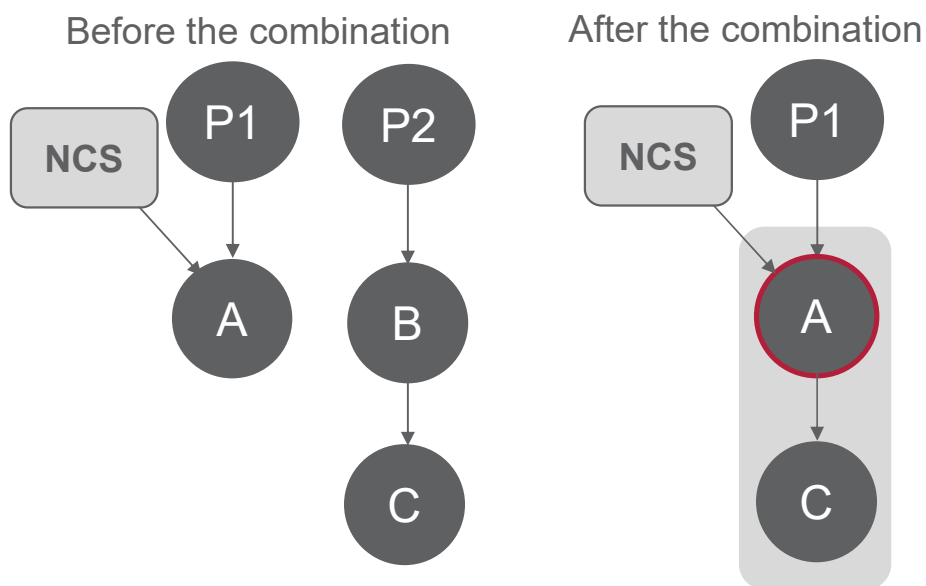 Before the combination
NCS
P1
P2
A
B
C
After the combination
NCS
P1
A
C